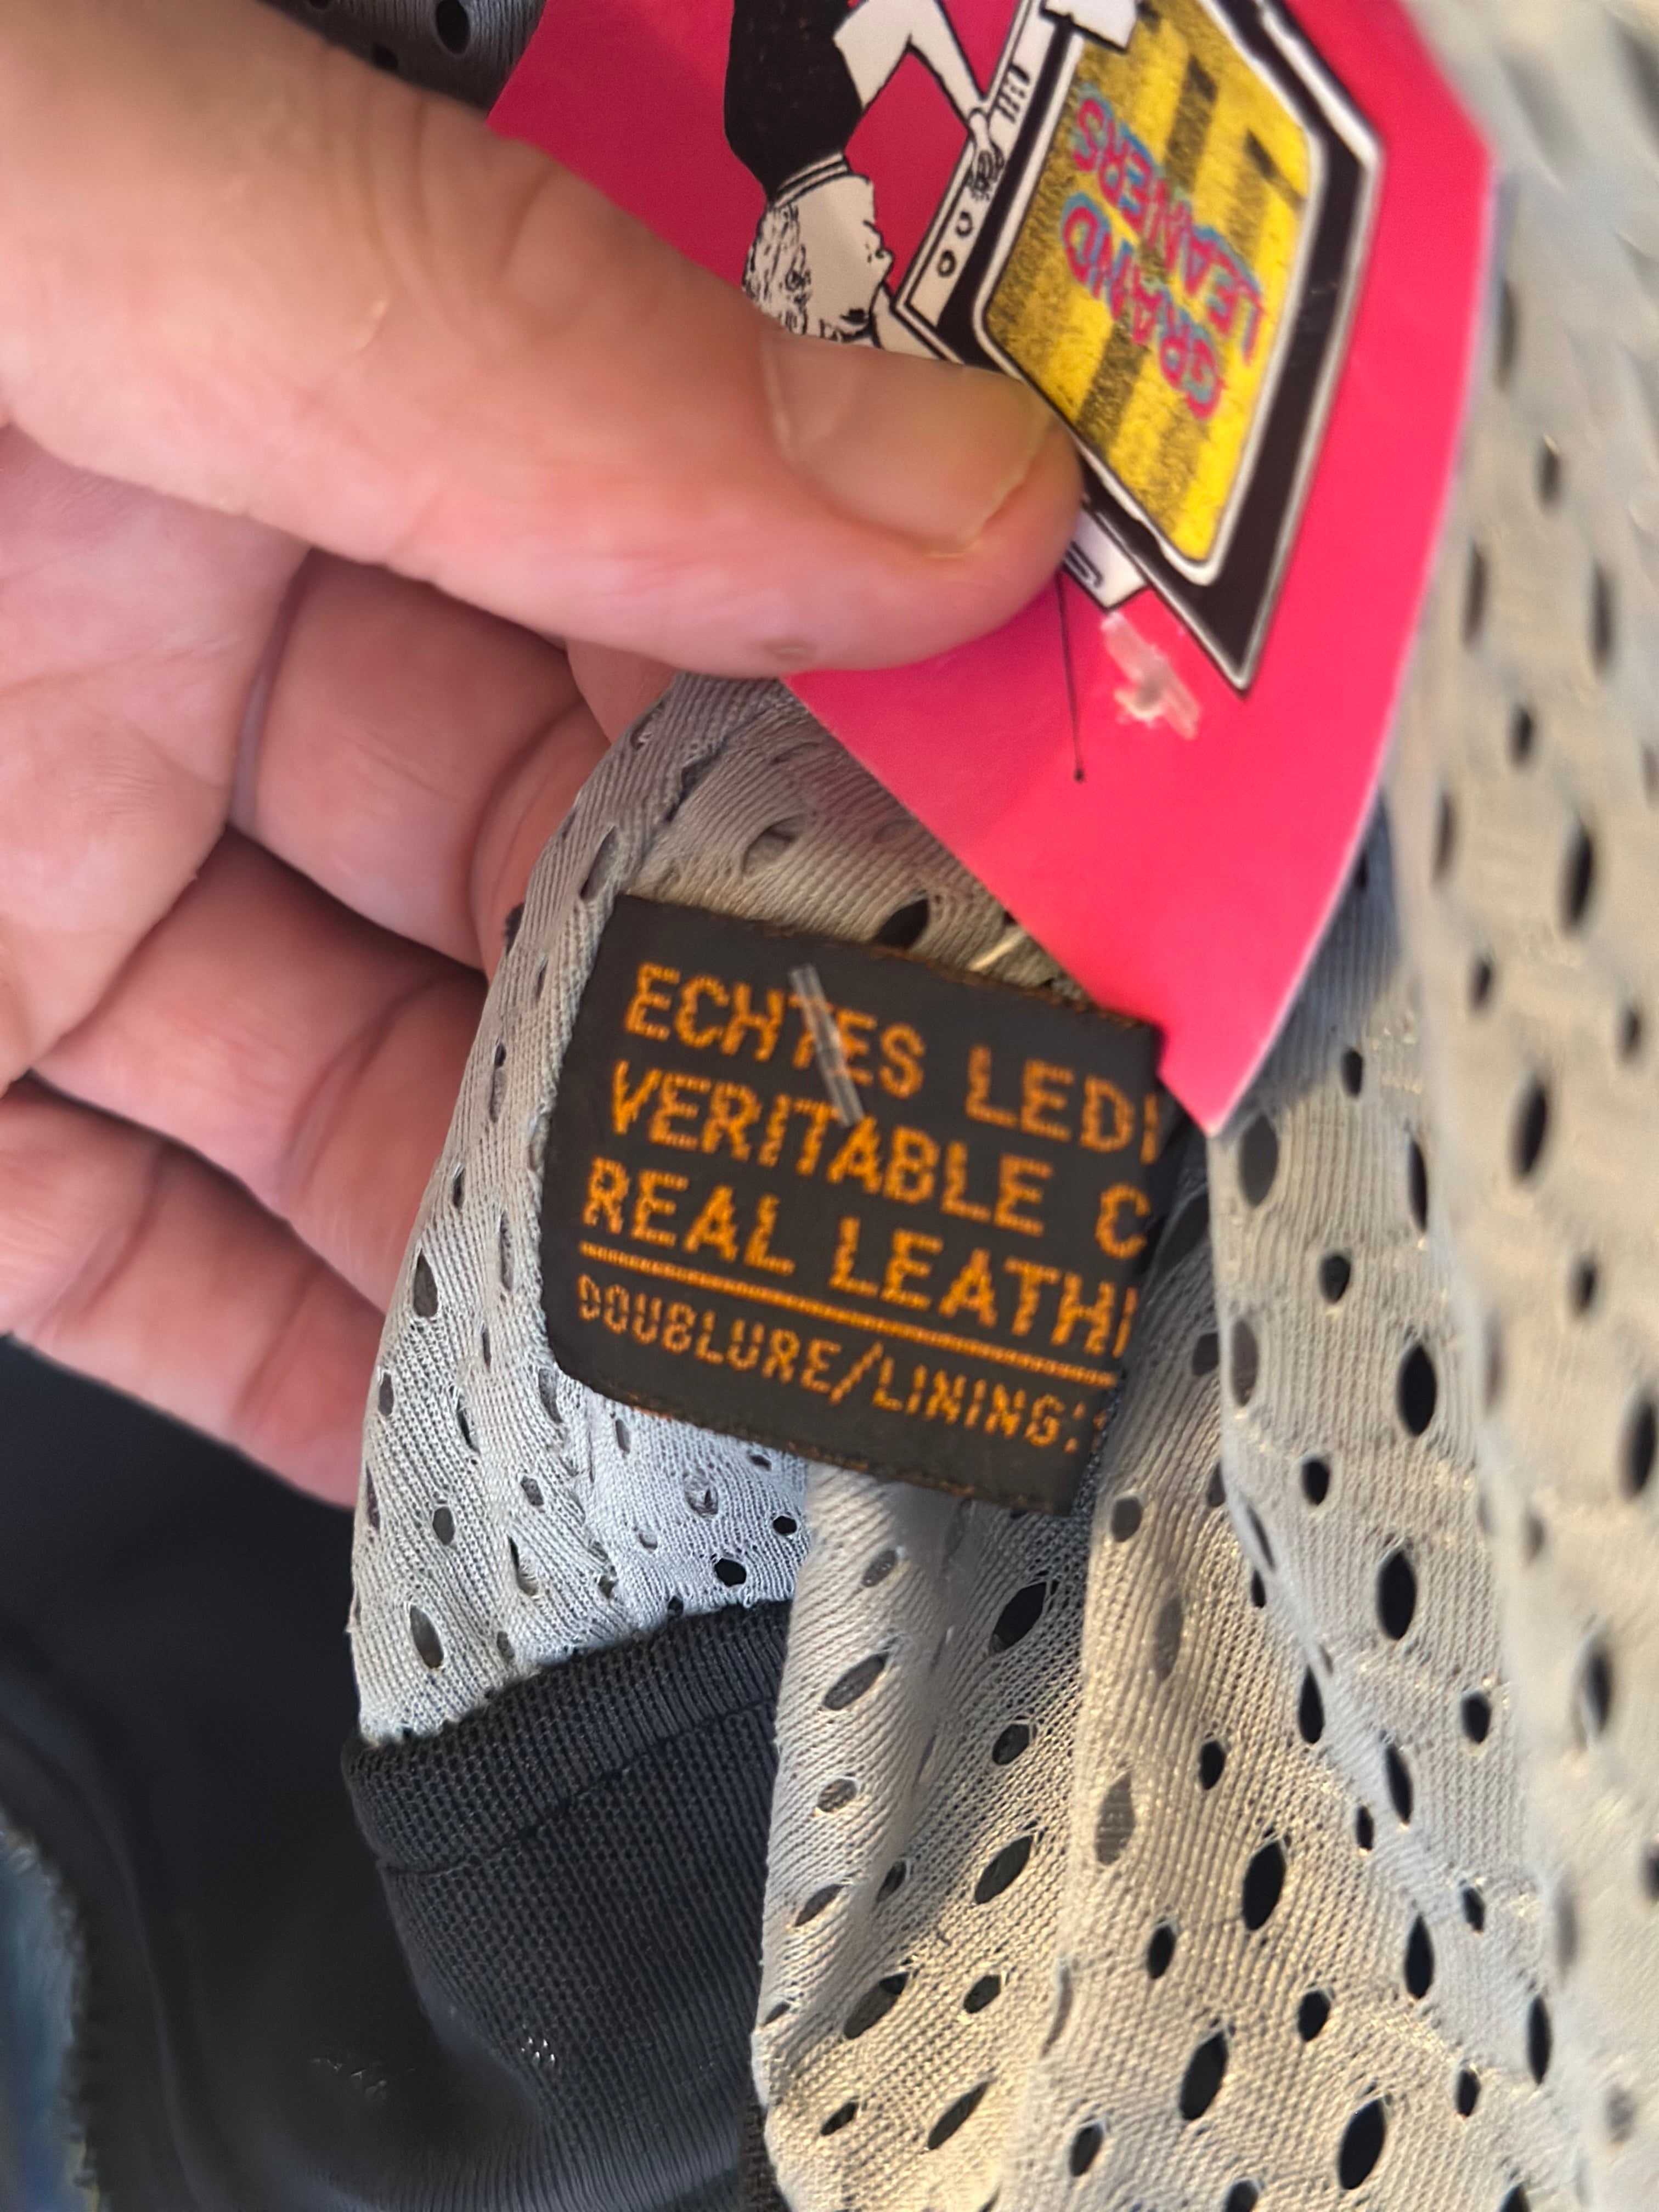 GRAND
LEANERS
ECHTES LED
VERITABLE C
REAL LEATH
DOUBLURE/LINING: